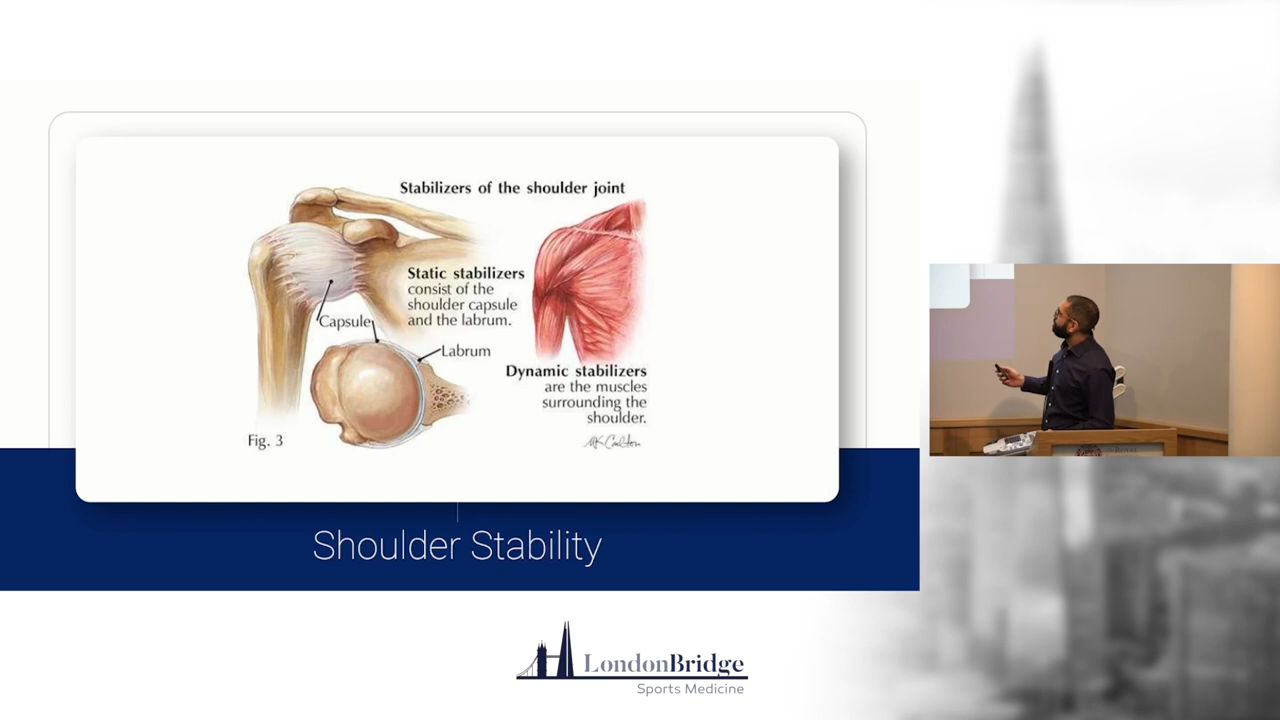 Stabilizers of the shoulder joint
Static stabilizers
consist of the
shoulder capsule
and the labrum.
Capsule
Labrum
Dynamic stabilizers
are the muscles
surrounding the
shoulder.
Fig. 3
Shoulder Stability
LondonBridge
Sports Medicine